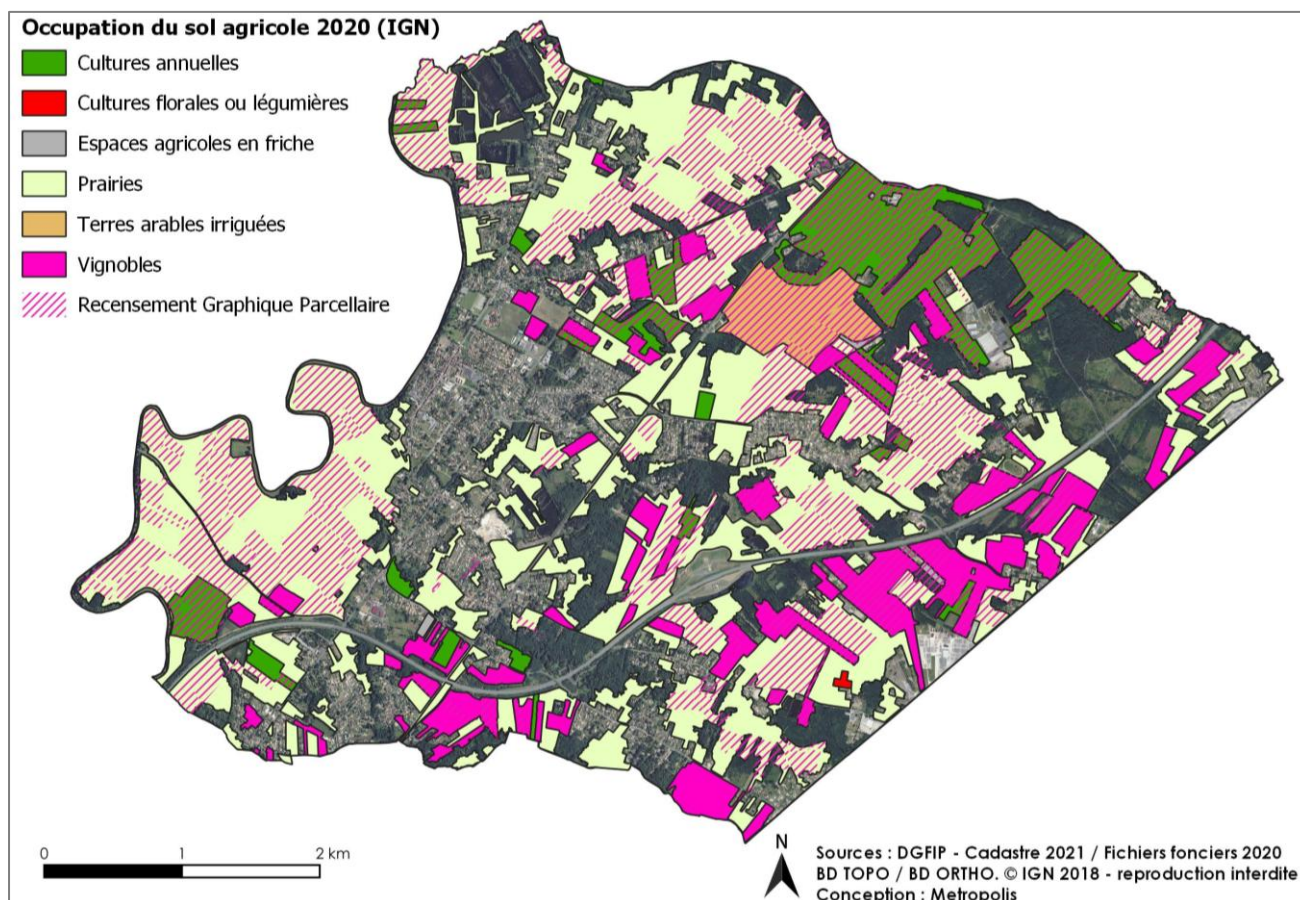 Occupation du sol agricole 2020 (IGN)
Cultures annuelles
Cultures florales ou légumières
Espaces agricoles en friche
Prairies
Terres arables irriguées
Vignobles
Recensement Graphique Parcellaire
0 1 2 km
N
Sources : DGFIP - Cadastre 2021 / Fichiers fonciers 2020
BD TOPO / BD ORTHO. © IGN 2018 - reproduction interdite
Conception : Metropolis